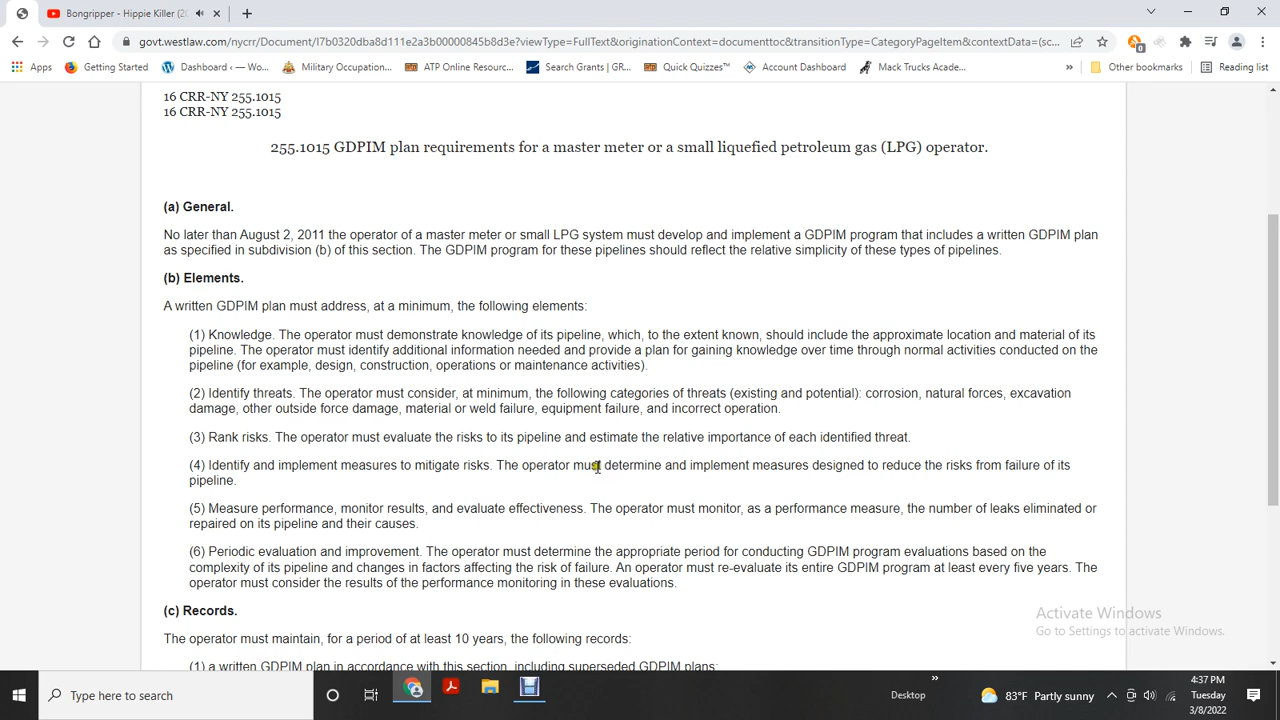 Bongripper - Hippie Killer (20
govt.westlaw.com/nycrr/Document/I7b0320dba8d111e2a3b00000845b8d3e?viewType=FullText&originationContext=documenttoc&transitionType=CategoryPageItem&contextData=(sc...
0
Apps
Getting Started
Dashboard ‹ — Wo...
Military Occupation...
ATP Online Resourc...
Search Grants | GR...
Quick Quizzes™
Account Dashboard
Mack Trucks Acade...
»
Other bookmarks
Reading list
16 CRR-NY 255.1015
16 CRR-NY 255.1015
255.1015 GDPIM plan requirements for a master meter or a small liquefied petroleum gas (LPG) operator.
(a) General.
No later than August 2, 2011 the operator of a master meter or small LPG system must develop and implement a GDPIM program that includes a written GDPIM plan
as specified in subdivision (b) of this section. The GDPIM program for these pipelines should reflect the relative simplicity of these types of pipelines.
(b) Elements.
A written GDPIM plan must address, at a minimum, the following elements:
(1) Knowledge. The operator must demonstrate knowledge of its pipeline, which, to the extent known, should include the approximate location and material of its
pipeline. The operator must identify additional information needed and provide a plan for gaining knowledge over time through normal activities conducted on the
pipeline (for example, design, construction, operations or maintenance activities).
(2) Identify threats. The operator must consider, at minimum, the following categories of threats (existing and potential): corrosion, natural forces, excavation
damage, other outside force damage, material or weld failure, equipment failure, and incorrect operation.
(3) Rank risks. The operator must evaluate the risks to its pipeline and estimate the relative importance of each identified threat.
(4) Identify and implement measures to mitigate risks. The operator must determine and implement measures designed to reduce the risks from failure of its
pipeline.
(5) Measure performance, monitor results, and evaluate effectiveness. The operator must monitor, as a performance measure, the number of leaks eliminated or
repaired on its pipeline and their causes.
(6) Periodic evaluation and improvement. The operator must determine the appropriate period for conducting GDPIM program evaluations based on the
complexity of its pipeline and changes in factors affecting the risk of failure. An operator must re-evaluate its entire GDPIM program at least every five years. The
operator must consider the results of the performance monitoring in these evaluations.
(c) Records.
The operator must maintain, for a period of at least 10 years, the following records:
(1) a written GDPIM plan in accordance with this section, including superseded GDPIM plans;
Activate Windows
Go to Settings to activate Windows.
Type here to search
Desktop
»
83°F Partly sunny
4:37 PM
Tuesday
3/8/2022